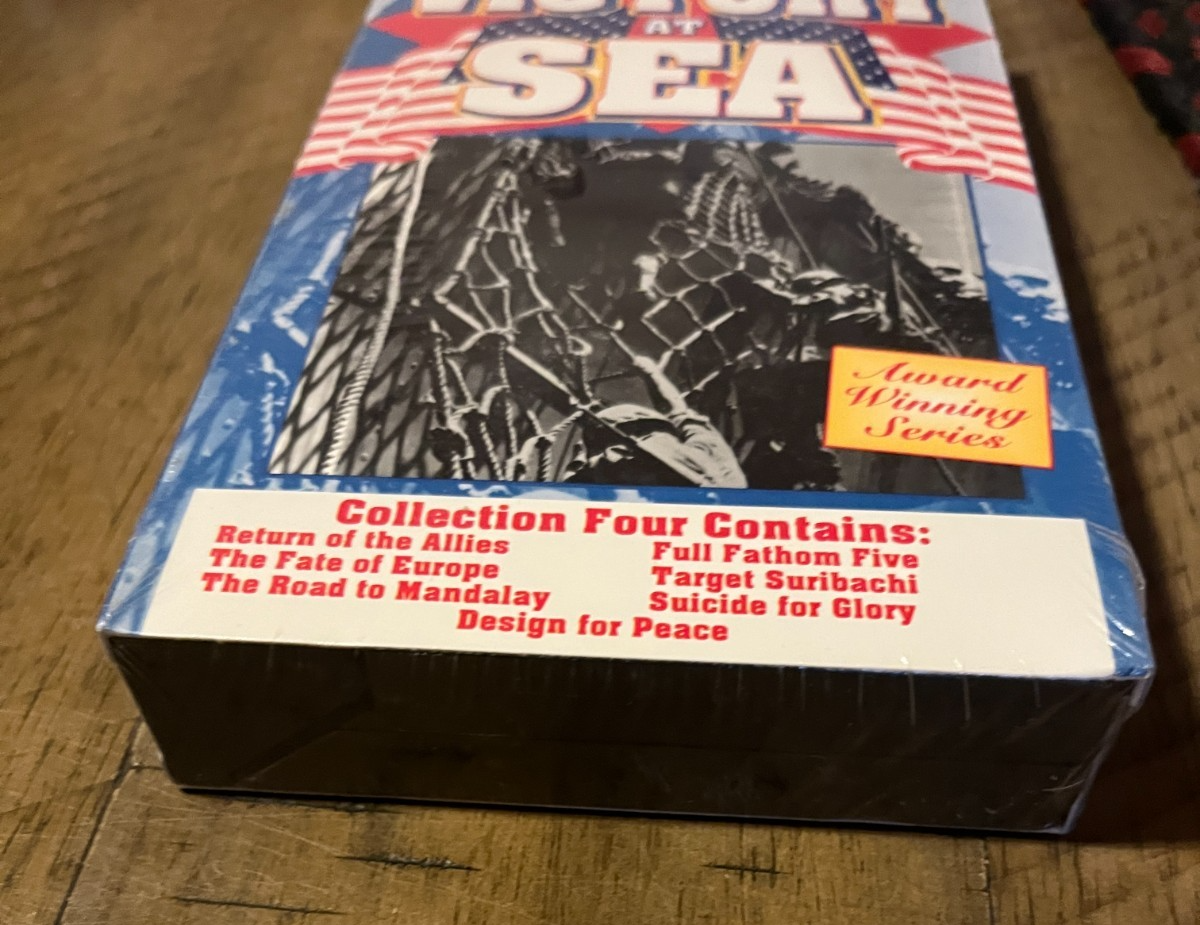 VICTORY
AT
SEA
Award
Winning
Series
Collection Four Contains:
Return of the Allies
The Fate of Europe
The Road to Mandalay
Full Fathom Five
Target Suribachi
Suicide for Glory
Design for Peace